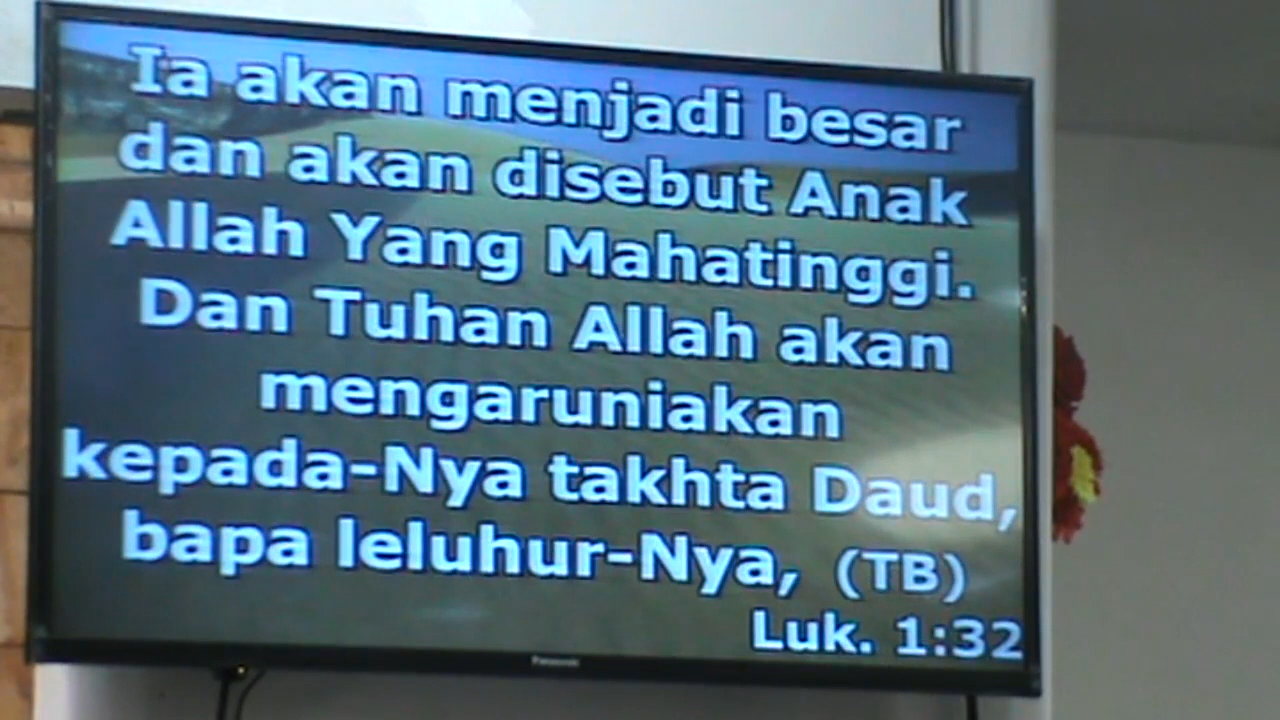 Ia akan menjadi besar
dan akan disebut Anak
Allah Yang Mahatinggi.
Dan Tuhan Allah akan
mengaruniakan
kepada-Nya takhta Daud,
bapa leluhur-Nya, (TB)
Luk. 1:32
Panasonic